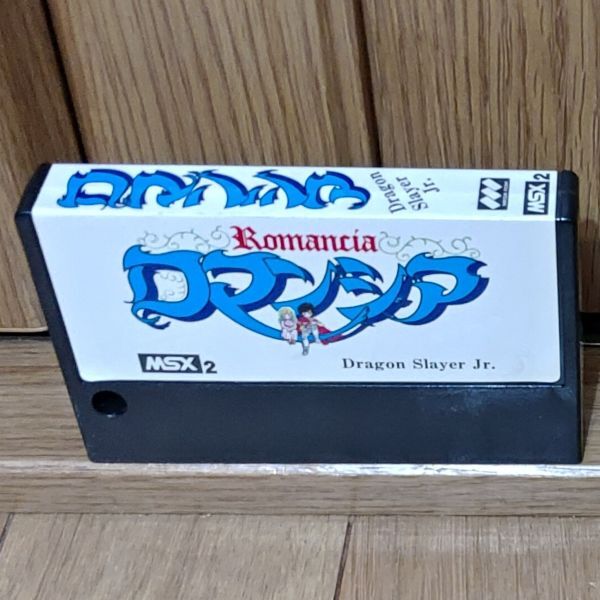 ロマンシア
Dragon
Slayer
Jr.
MSX2
Romancia
ロマンシア
MSX2
Dragon Slayer Jr.